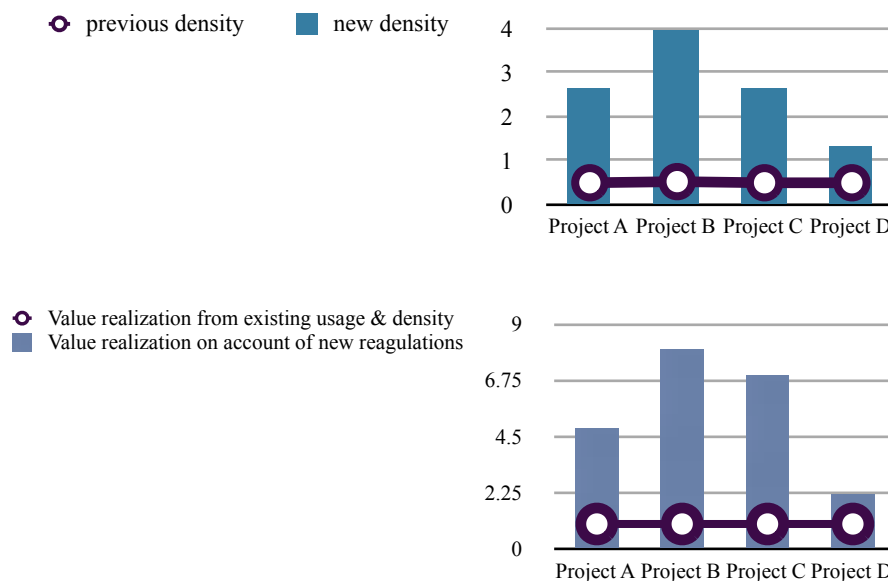 previous density
new density
4
3
2
1
0
Project A Project B Project C Project D
Value realization from existing usage & density
Value realization on account of new reagulations
9
6.75
4.5
2.25
0
Project A Project B Project C Project D